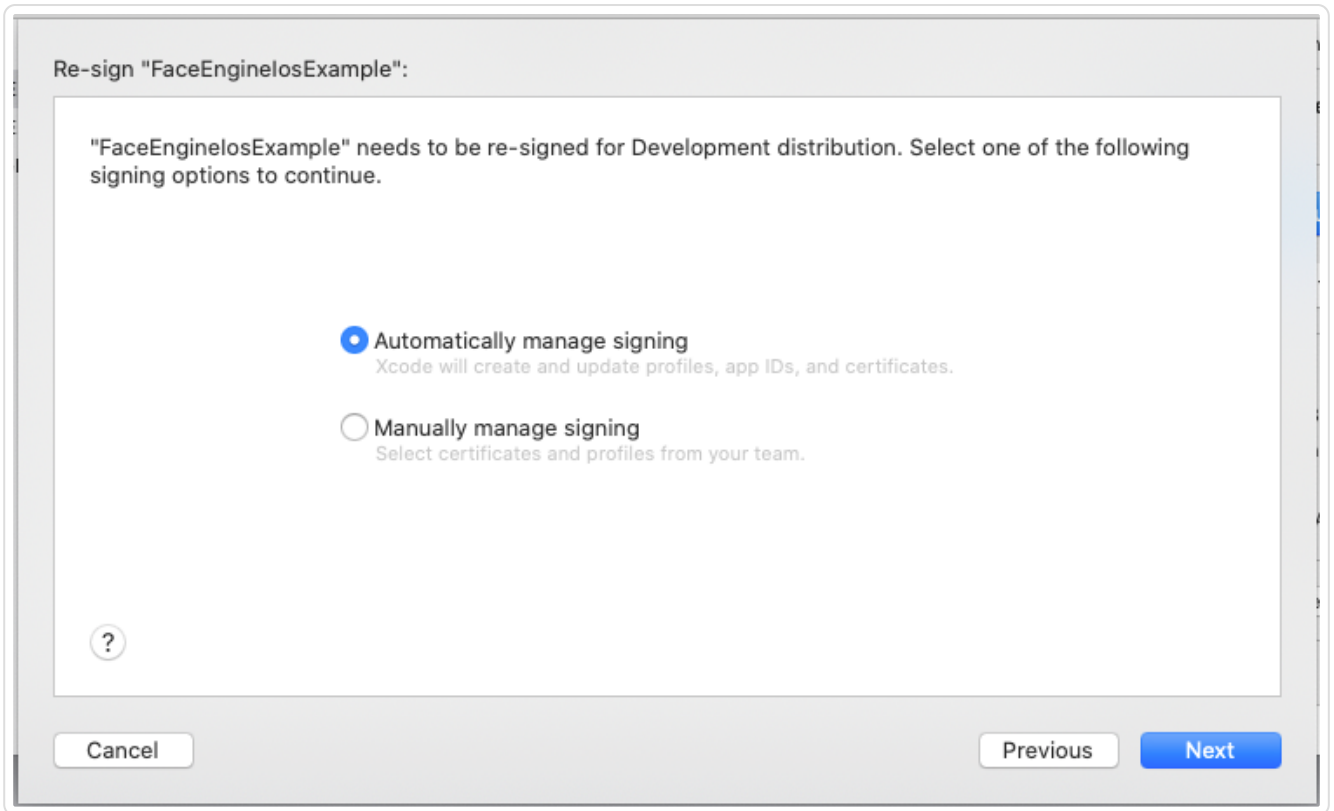 Re-sign "FaceEngineIosExample":
"FaceEngineIosExample" needs to be re-signed for Development distribution. Select one of the following
signing options to continue.
Automatically manage signing
Xcode will create and update profiles, app IDs, and certificates.
Manually manage signing
Select certificates and profiles from your team.
?
Cancel
Previous
Next